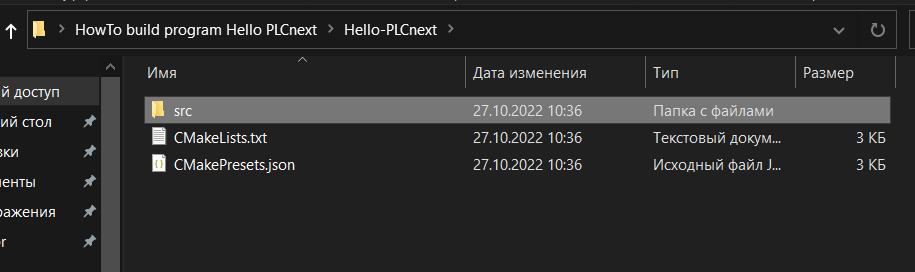 HowTo build program Hello PLCnext > Hello-PLCnext >
Имя Дата изменения Тип Размер
й доступ
src 27.10.2022 10:36 Папка с файлами
ий стол
CMakeLists.txt 27.10.2022 10:36 Текстовый докум... 3 КБ
вки
CMakePresets.json 27.10.2022 10:36 Исходный файл J... 3 КБ
енты
ражения
or